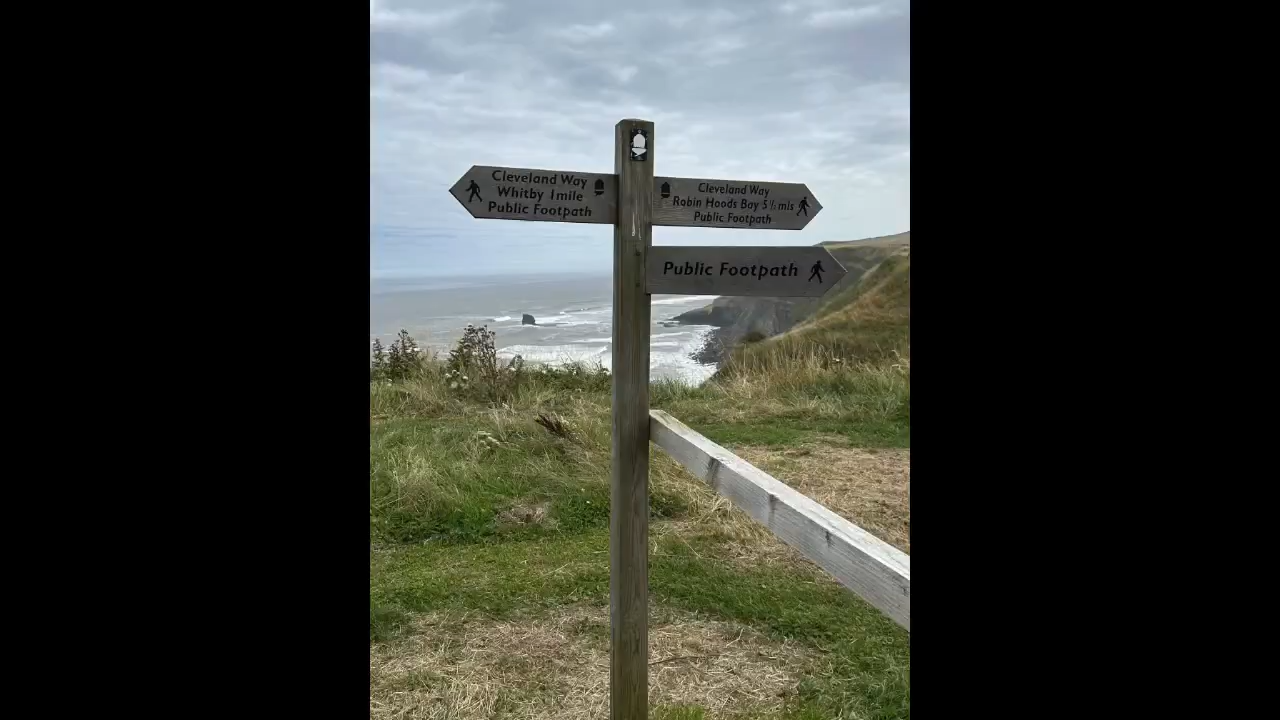 Cleveland Way
Whitby 1mile
Public Footpath
Cleveland Way
Robin Hoods Bay 5½ mls
Public Footpath
Public Footpath